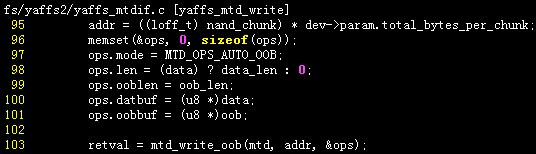 fs/yaffs2/yaffs_mtdif.c [yaffs_mtd_write]
95 addr = ((loff_t) nand_chunk) * dev->param.total_bytes_per_chunk;
96 memset(&ops, 0, sizeof(ops));
97 ops.mode = MTD_OPS_AUTO_OOB;
98 ops.len = (data) ? data_len : 0;
99 ops.ooblen = oob_len;
100 ops.datbuf = (u8 *)data;
101 ops.oobbuf = (u8 *)oob;
102
103 retval = mtd_write_oob(mtd, addr, &ops);